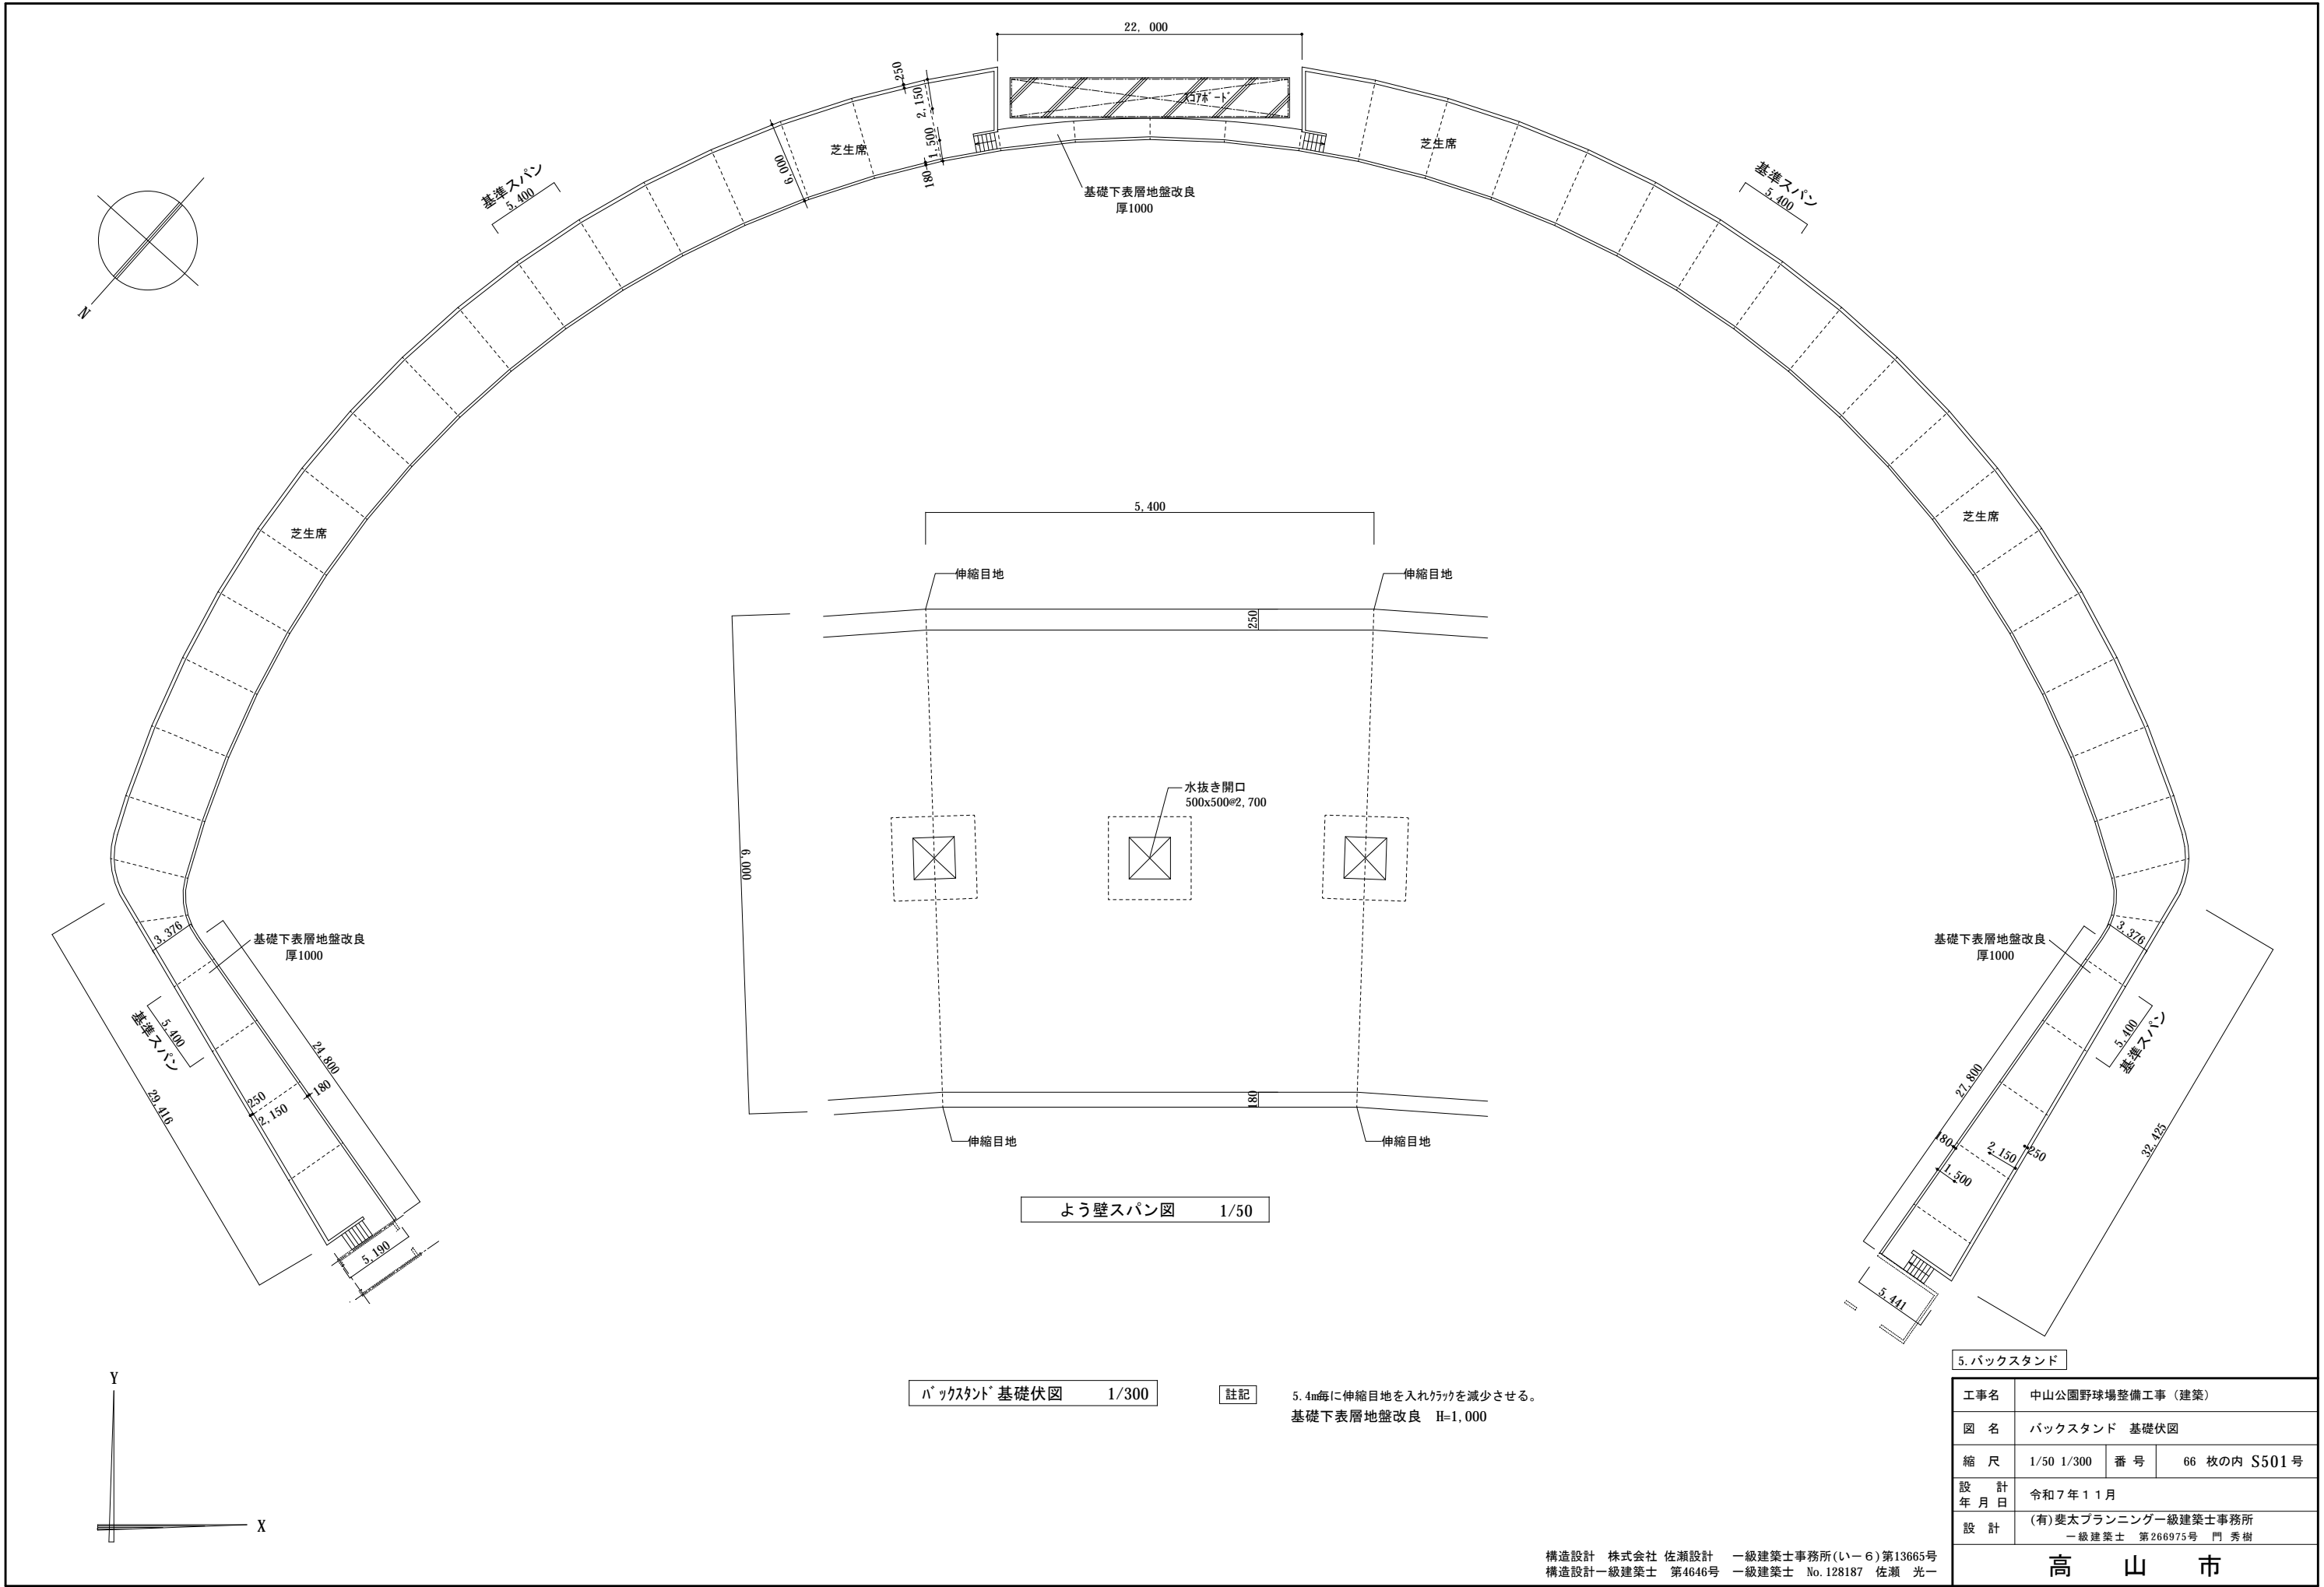 22, 000
250
2,150
1,500
180
6,000
スコアボード
芝生席
芝生席
基準スパン
5,400
基準スパン
5,400
基礎下表層地盤改良
厚1000
N
芝生席
芝生席
5,400
伸縮目地
伸縮目地
250
水抜き開口
500x500@2,700
6,000
180
伸縮目地
伸縮目地
よう壁スパン図 1/50
3,376
基礎下表層地盤改良
厚1000
5,400
基準スパン
24,800
29,416
250
2,150
180
5,190
3,376
基礎下表層地盤改良
厚1000
5,400
基準スパン
27,800
32,425
180
2,150
250
1,500
5,441
Y
X
バックスタンド基礎伏図 1/300
註記
5.4m毎に伸縮目地を入れクラックを減少させる。
基礎下表層地盤改良 H=1,000
5.バックスタンド
工事名 中山公園野球場整備工事（建築）
図 名 バックスタンド 基礎伏図
縮 尺 1/50 1/300 番 号 66 枚の内 S501号
設 計
年 月 日
令和７年１１月
設 計
(有)斐太プランニング一級建築士事務所
一級建築士 第266975号 門 秀樹
高 山 市
構造設計 株式会社 佐瀬設計 一級建築士事務所(い－６)第13665号
構造設計一級建築士 第4646号 一級建築士 No.128187 佐瀬 光一